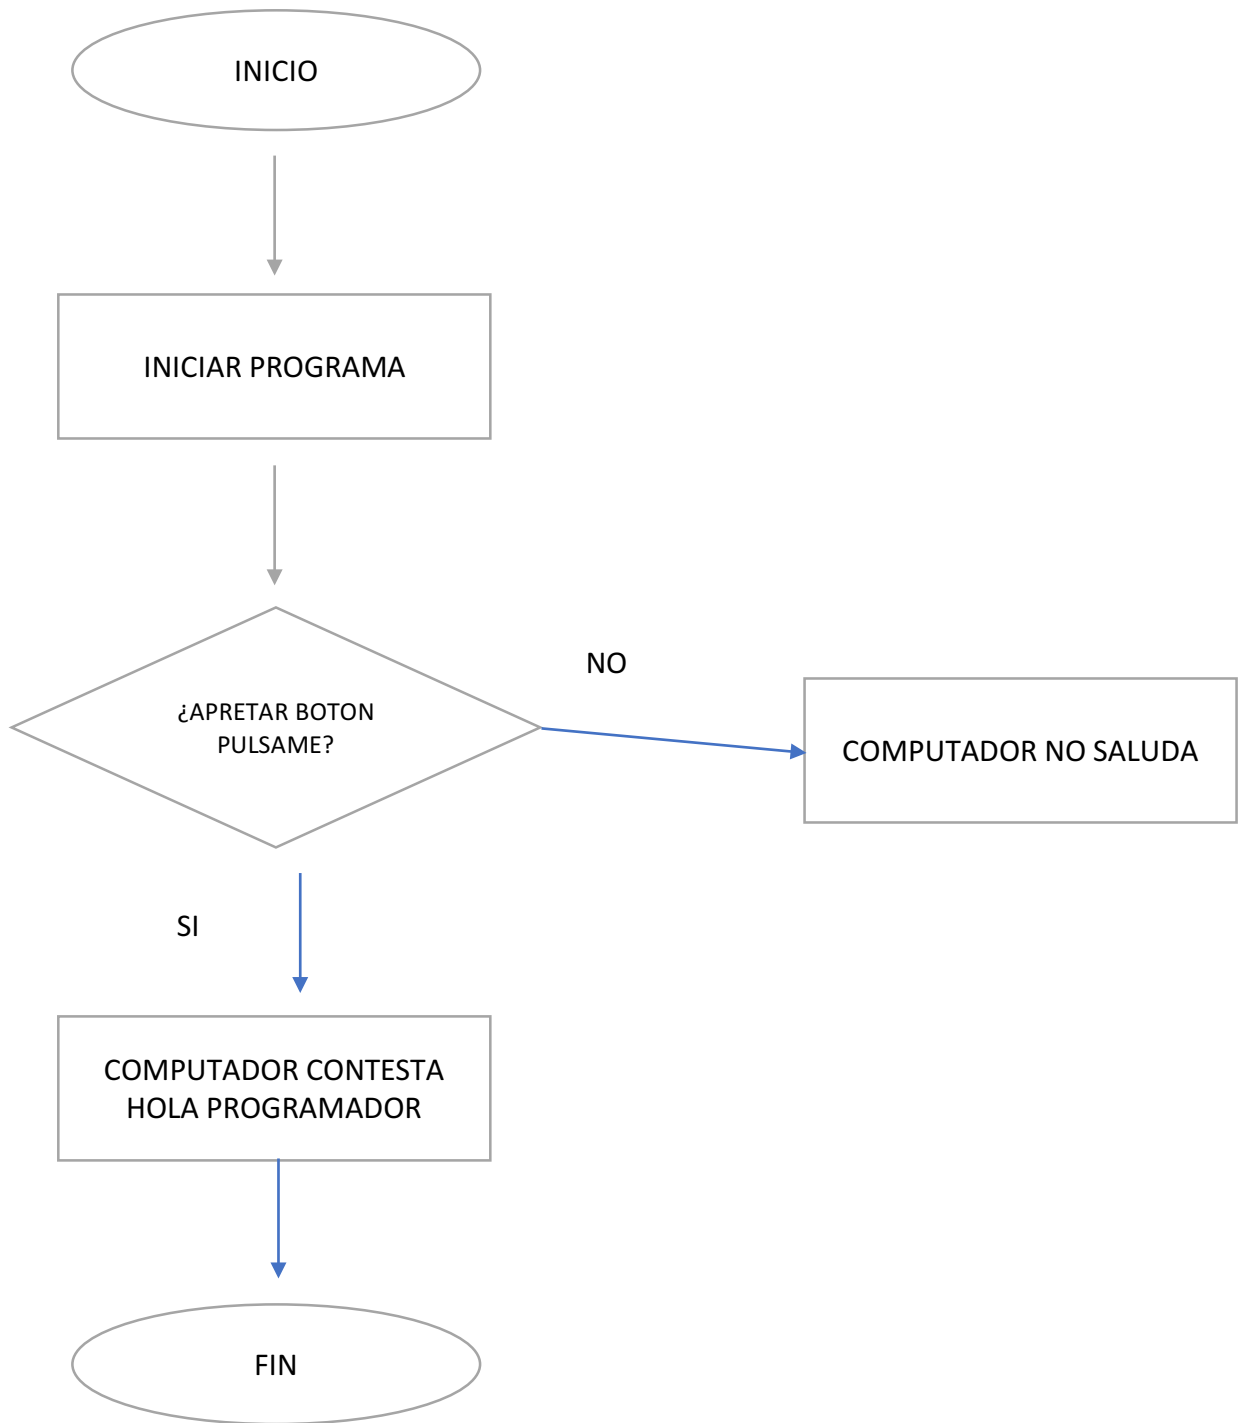 INICIO
INICIAR PROGRAMA
¿APRETAR BOTON
PULSAME?
NO
COMPUTADOR NO SALUDA
SI
COMPUTADOR CONTESTA
HOLA PROGRAMADOR
FIN